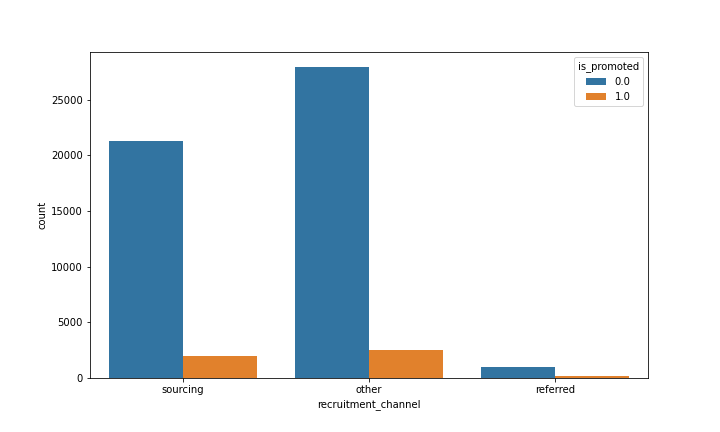 is_promoted
0.0
1.0
25000
20000
15000
10000
5000
0
count
sourcing
other
referred
recruitment_channel